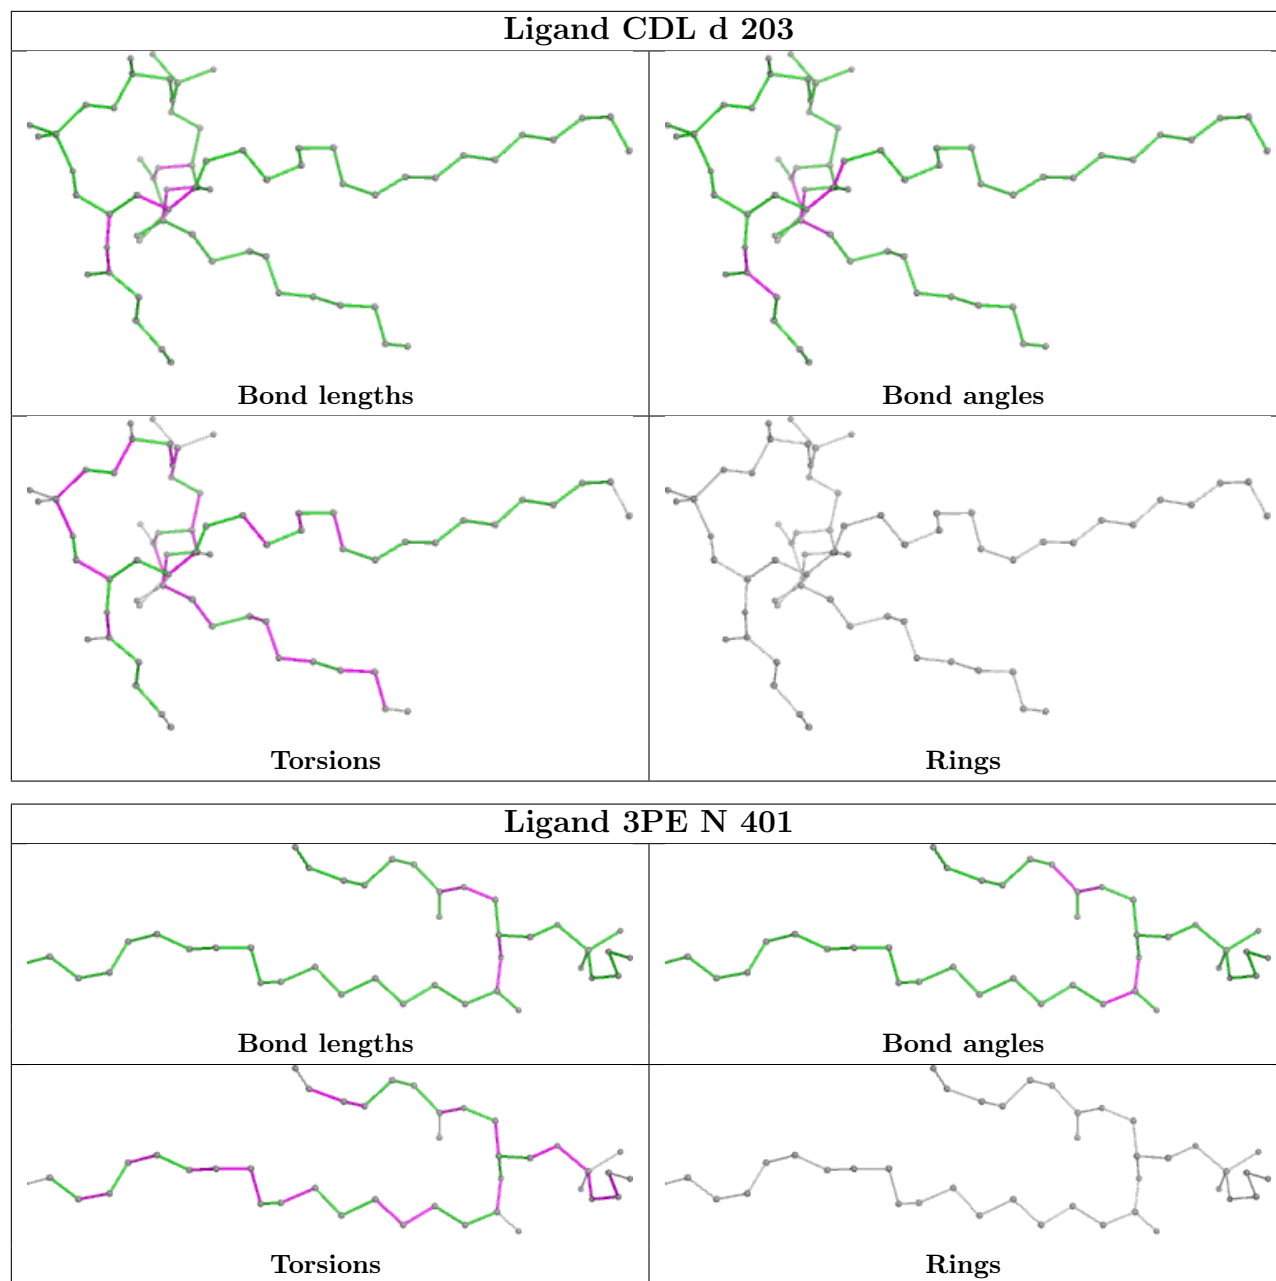 Ligand CDL d 203
Bond lengths
Bond angles
Torsions
Rings
Ligand 3PE N 401
Bond lengths
Bond angles
Torsions
Rings